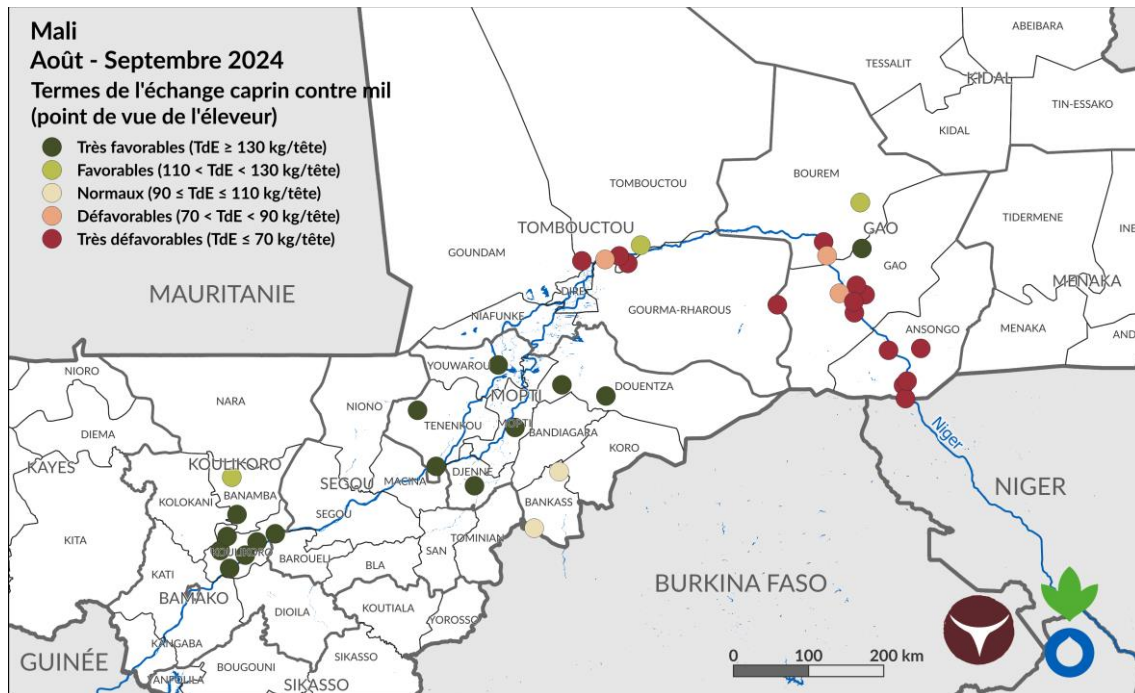 Mali
Août - Septembre 2024
Termes de l'échange caprin contre mil
(point de vue de l'éleveur)
Très favorables (TdE ≥ 130 kg/tête)
Favorables (110 < TdE < 130 kg/tête)
Normaux (90 ≤ TdE ≤ 110 kg/tête)
Défavorables (70 < TdE < 90 kg/tête)
Très défavorables (TdE ≤ 70 kg/tête)
ABEIBARA
TESSALIT
KIDAL
TIN-ESSAKO
KIDAL
TOMBOUCTOU
BOUREM
TIDERMENE
TOMBOUCTOU
GAO
GOUNDAM
GAO
MENAKA
MAURITANIE
DIRE
GOURMA-RHAROUS
NIAFUNKE
ANSONGO
MENAKA
YOUWAROU
NIORO
NARA
NIONO
MOPTI
DOUENTZA
DIEMA
TENENKOU
MOPTI
BANDIAGARA
Niger
KORO
KAYES
KOULIKORO
DJENNE
MACINA
SEGOU
NIGER
KOLOKANI
BANAMBA
BANKASS
SEGOU
KITA
TOMINIAN
KOULIKORO
SAN
BAROUELI
BLA
KATI
BURKINA FASO
BAMAKO
DIOILA
KOUTIALA
YOROSSO
KANGABA
GUINÉE
BOUGOUNI
SIKASSO
SIKASSO
0 100 200 km